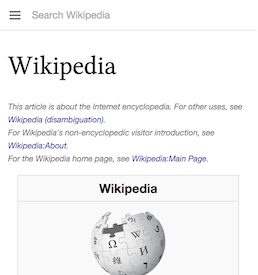 Search Wikipedia
Wikipedia
This article is about the Internet encyclopedia. For other uses, see
Wikipedia (disambiguation).
For Wikipedia's non-encyclopedic visitor introduction, see
Wikipedia:About.
For the Wikipedia home page, see Wikipedia:Main Page.
Wikipedia
Ω
W
И